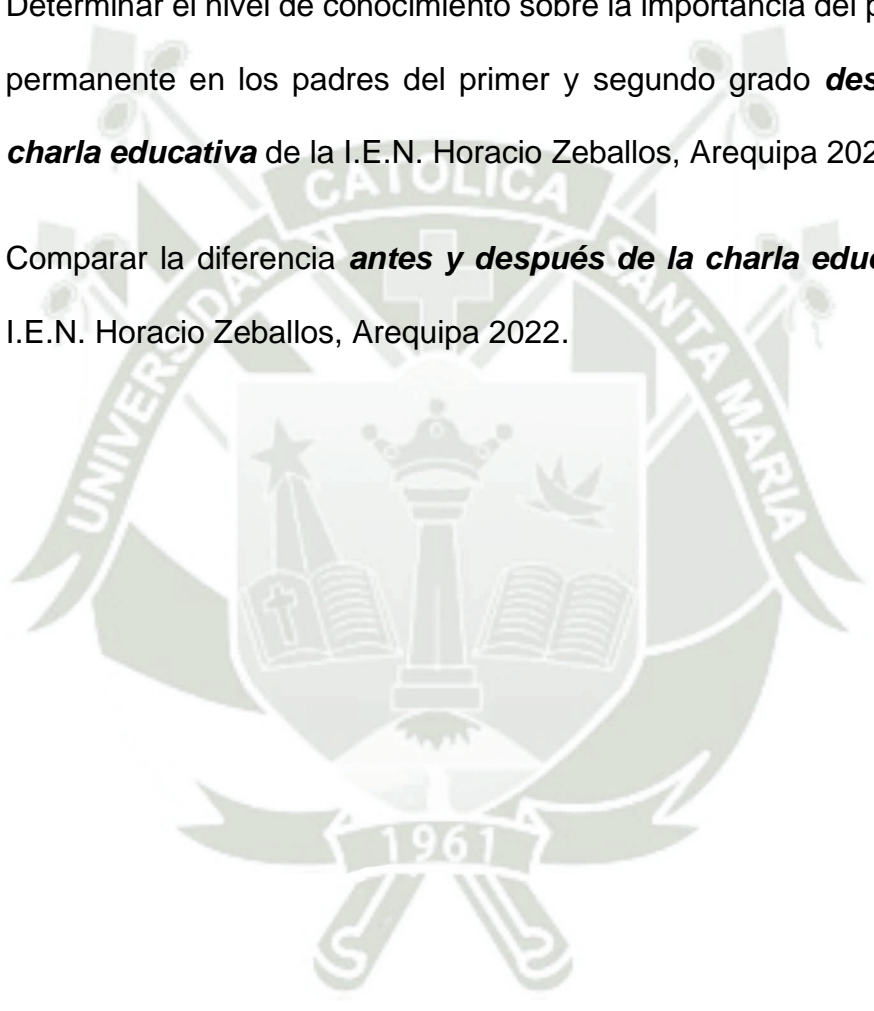 Determinar el nivel de conocimiento sobre la importancia del p
permanente en los padres del primer y segundo grado des
charla educativa de la I.E.N. Horacio Zeballos, Arequipa 202
Comparar la diferencia antes y después de la charla educ
I.E.N. Horacio Zeballos, Arequipa 2022.
UNIVERSIDAD CATOLICA SANTA MARIA
1961